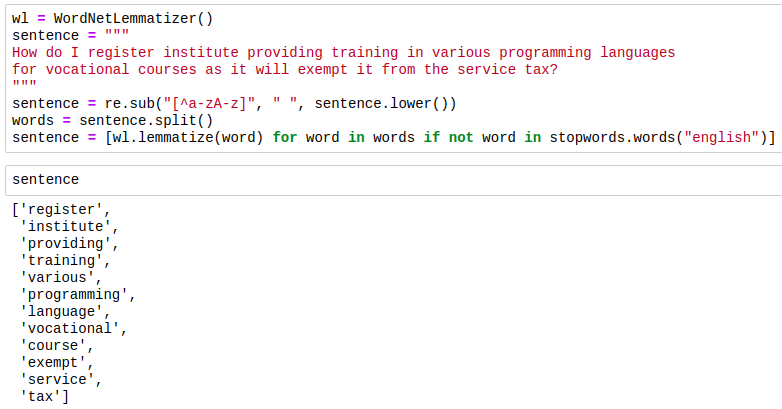 wl = WordNetLemmatizer()
sentence = """
How do I register institute providing training in various programming languages
for vocational courses as it will exempt it from the service tax?
"""
sentence = re.sub("[^a-zA-z]", " ", sentence.lower())
words = sentence.split()
sentence = [wl.lemmatize(word) for word in words if not word in stopwords.words("english")]
sentence
['register',
'institute',
'providing',
'training',
'various',
'programming',
'language',
'vocational',
'course',
'exempt',
'service',
'tax']